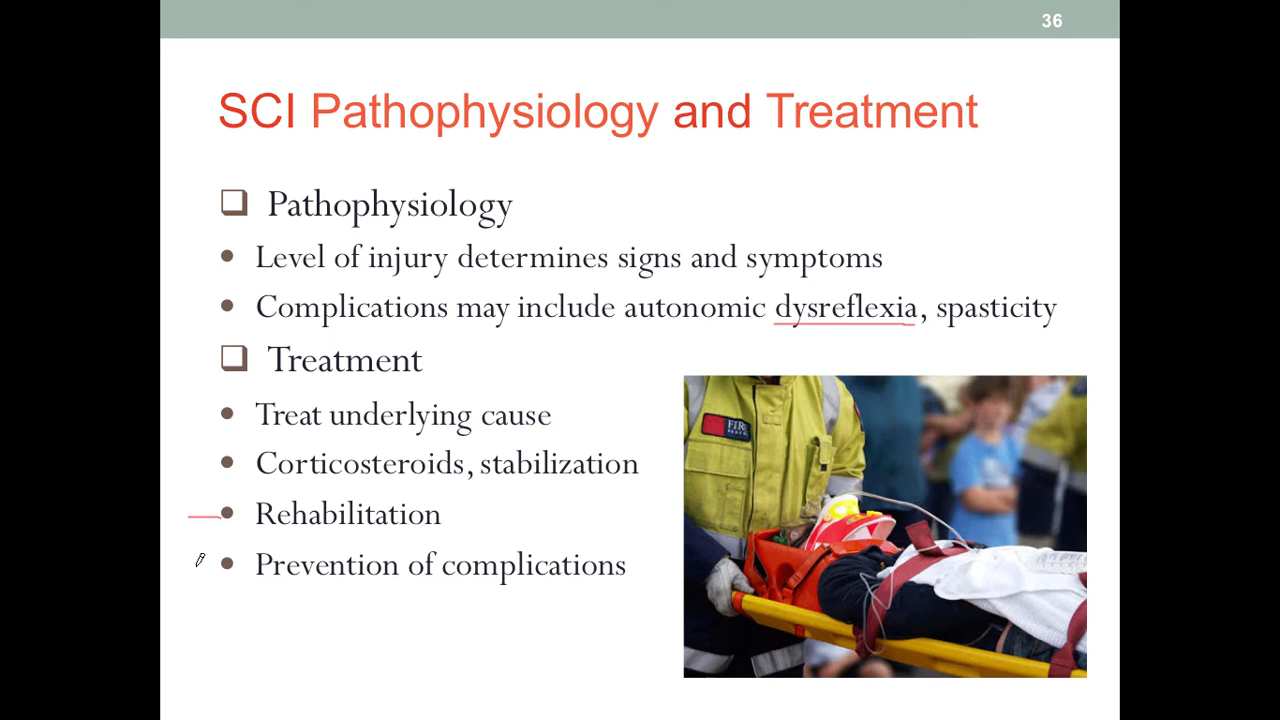 36
SCI Pathophysiology and Treatment
❑ Pathophysiology
• Level of injury determines signs and symptoms
• Complications may include autonomic dysreflexia, spasticity
❑ Treatment
• Treat underlying cause
• Corticosteroids, stabilization
• Rehabilitation
• Prevention of complications